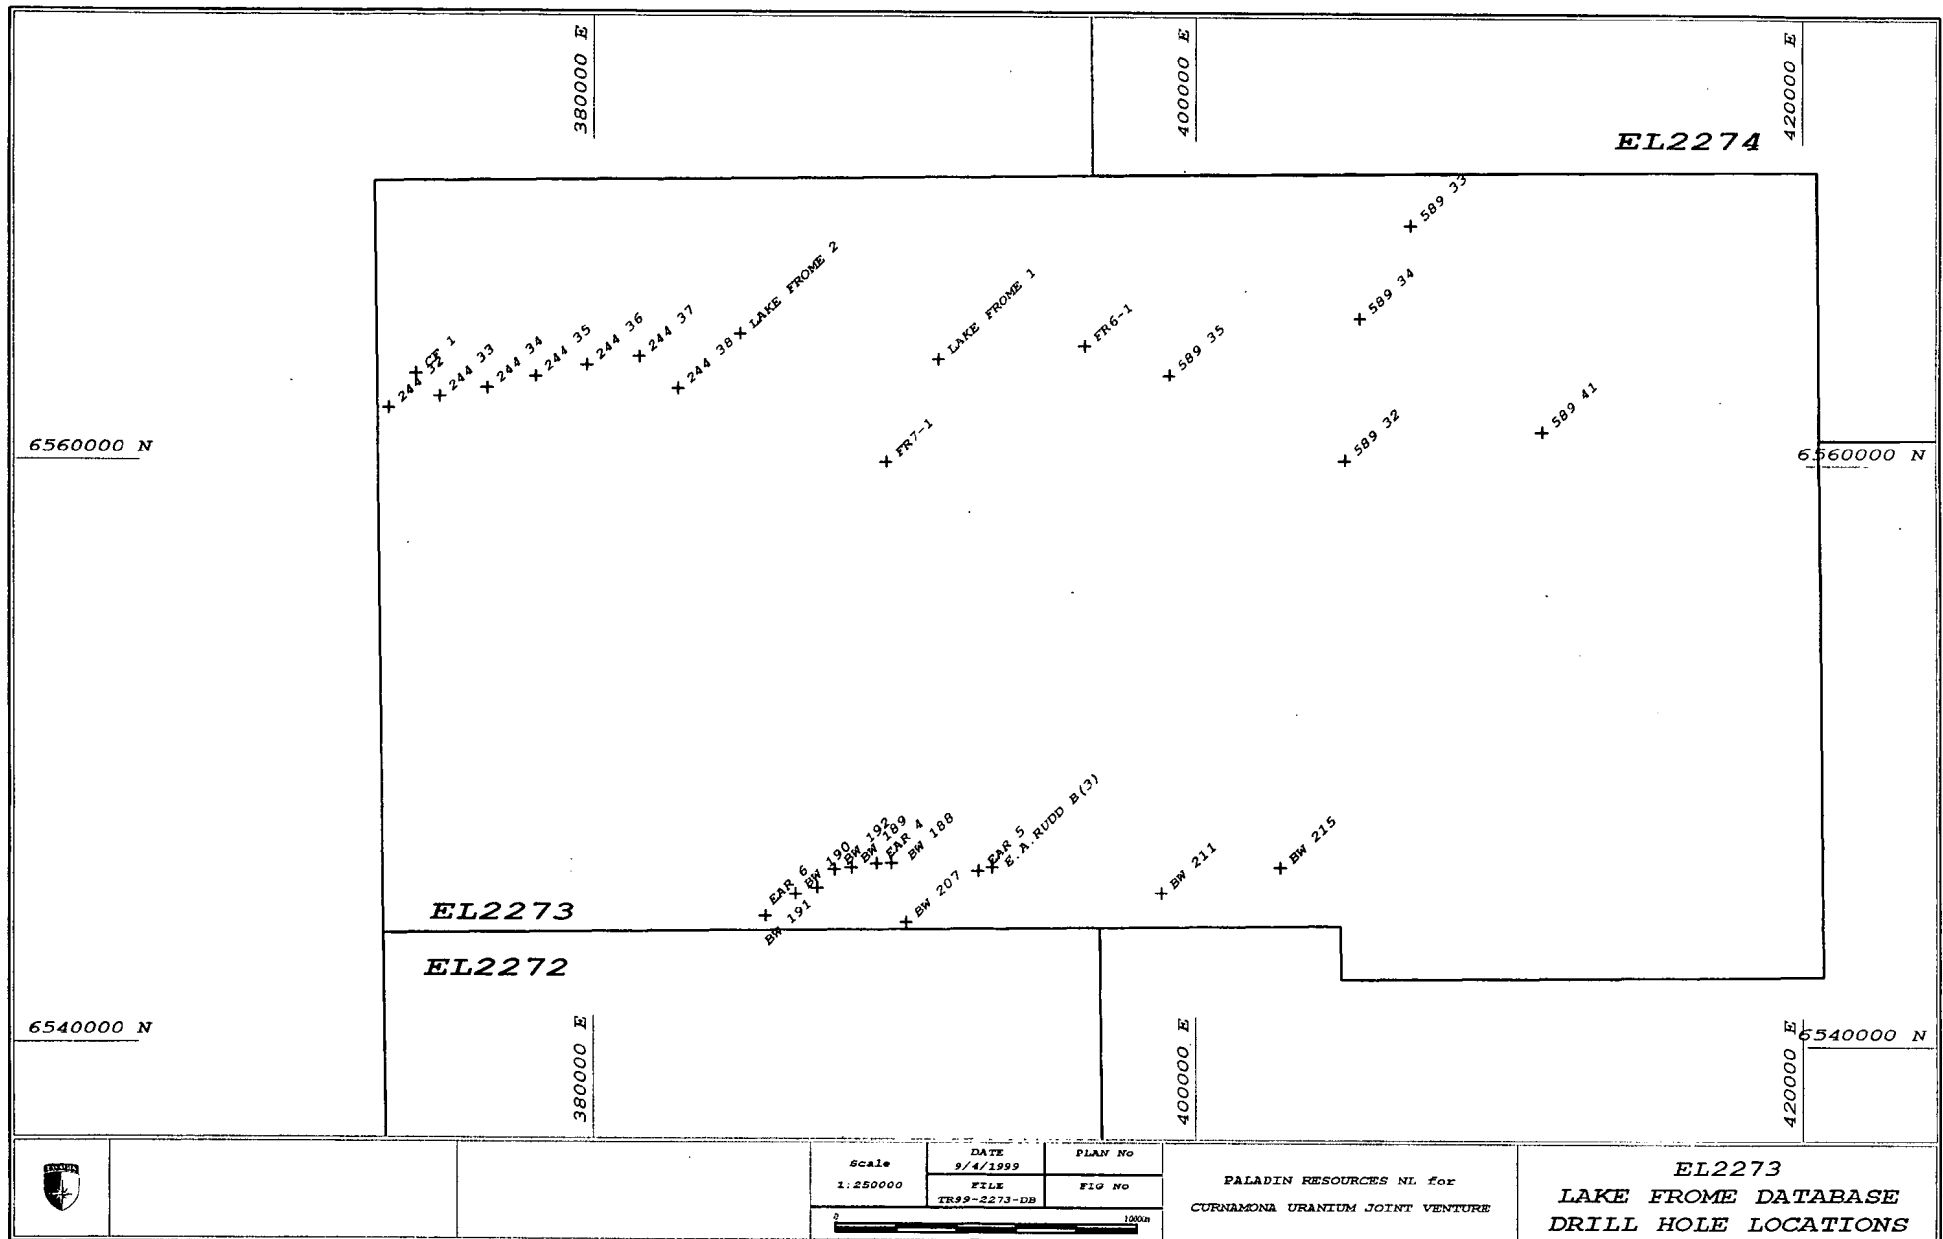 380000 E
400000 E
420000 E
EL2274
589 33
LAKE FROME 2
589 34
LAKE FROME 1
FR6-1
589 35
244 37
244 36
244 35
244 34
244 33
CF 1
244 32
244 38
FR7-1
589 32
589 41
6560000 N
6560000 N
E.A.RUDD B(3)
EAR 5
BW 188
EAR 4
BW 189
BW 192
BW 190
EAR 6
BW 191
BW 207
BW 211
BW 215
EL2273
EL2272
6540000 N
6540000 N
380000 E
400000 E
420000 E
Scale
1:250000
DATE
9/4/1999
FILE
TR99-2273-DB
PLAN No
FIG No
0
10000m
PALADIN RESOURCES NL for
CURNAMONA URANIUM JOINT VENTURE
EL2273
LAKE FROME DATABASE
DRILL HOLE LOCATIONS